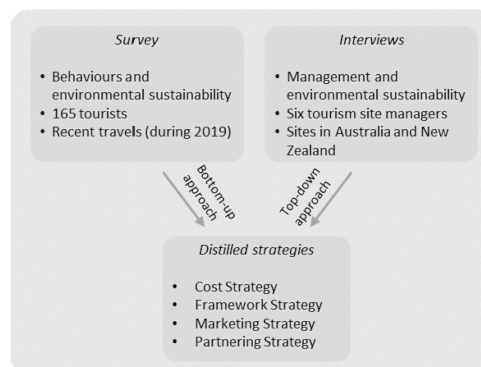 Survey
• Behaviours and
environmental sustainability
• 165 tourists
• Recent travels (during 2019)
Interviews
• Management and
environmental sustainability
• Six tourism site managers
• Sites in Australia and New
Zealand
Bottom-up
approach
Top-down
approach
Distilled strategies
• Cost Strategy
• Framework Strategy
• Marketing Strategy
• Partnering Strategy